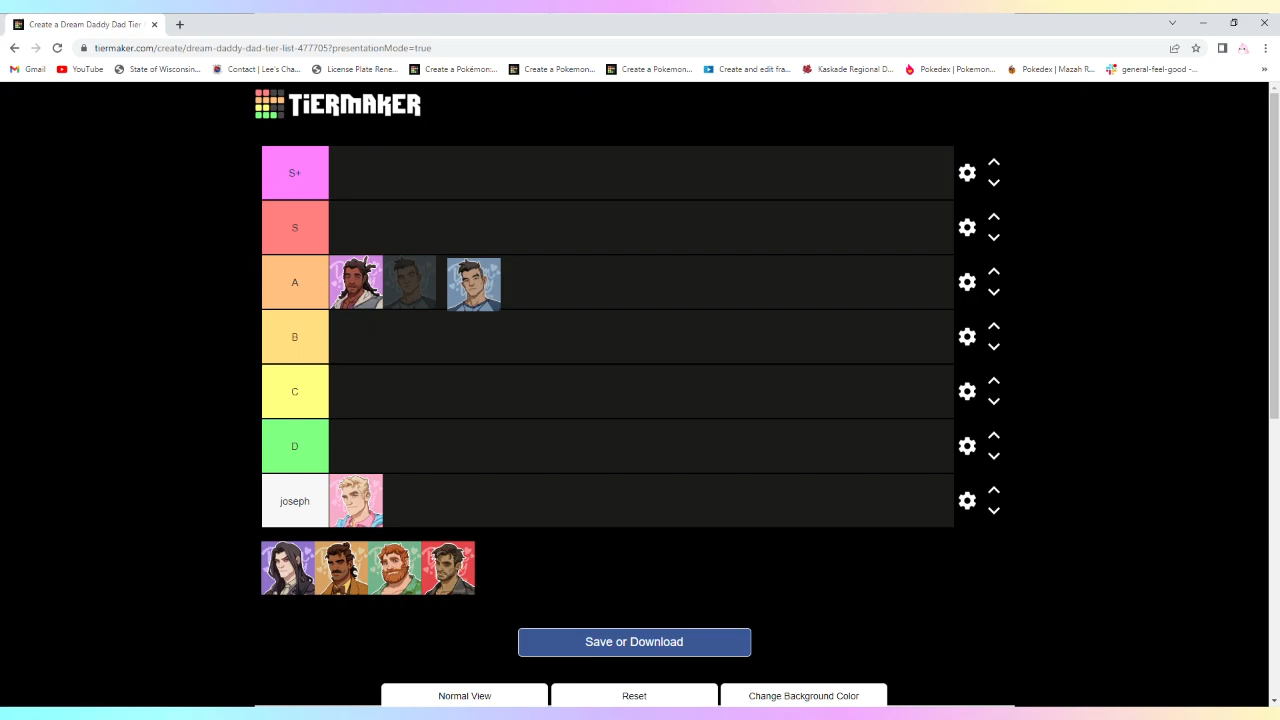 Create a Dream Daddy Dad Tier
tiermaker.com/create/dream-daddy-dad-tier-list-477705?presentationMode=true
Gmail YouTube State of Wisconsin... Contact | Lee's Cha... License Plate Rene... Create a Pokémon:... Create a Pokemon... Create a Pokemon... Create and edit fra... Kaskade Regional D... Pokedex | Pokemon... Pokedex | Mazah R... general-feel-good -...
TiERMAKER
S+
S
A
B
C
D
joseph
Save or Download
Normal View Reset Change Background Color